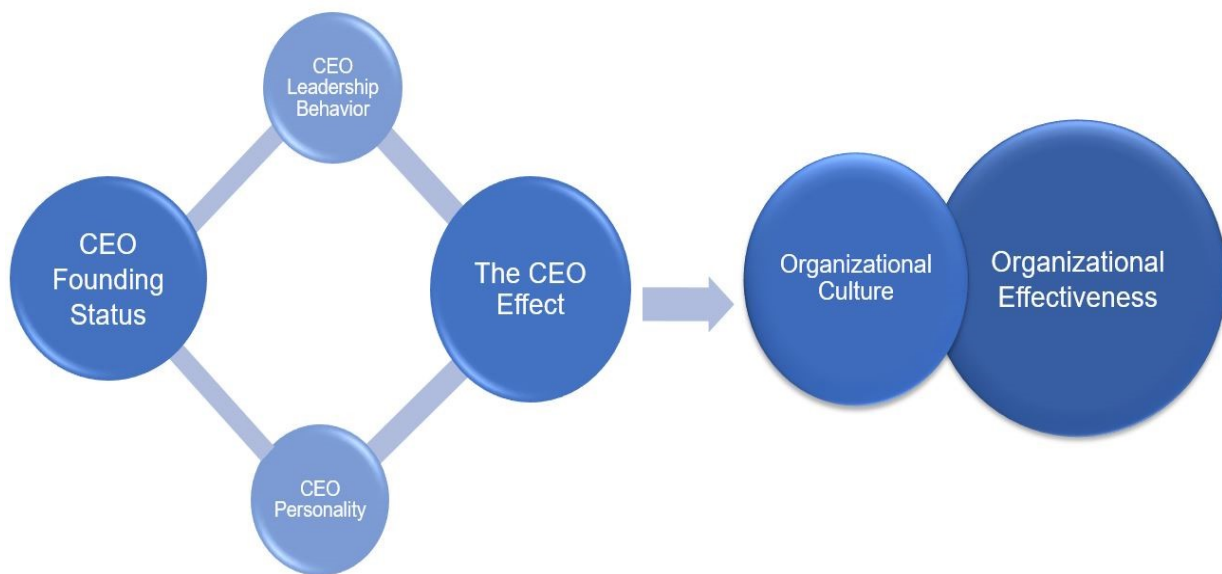 CEO
Leadership
Behavior
CEO
Founding
Status
The CEO
Effect
CEO
Personality
Organizational
Culture
Organizational
Effectiveness